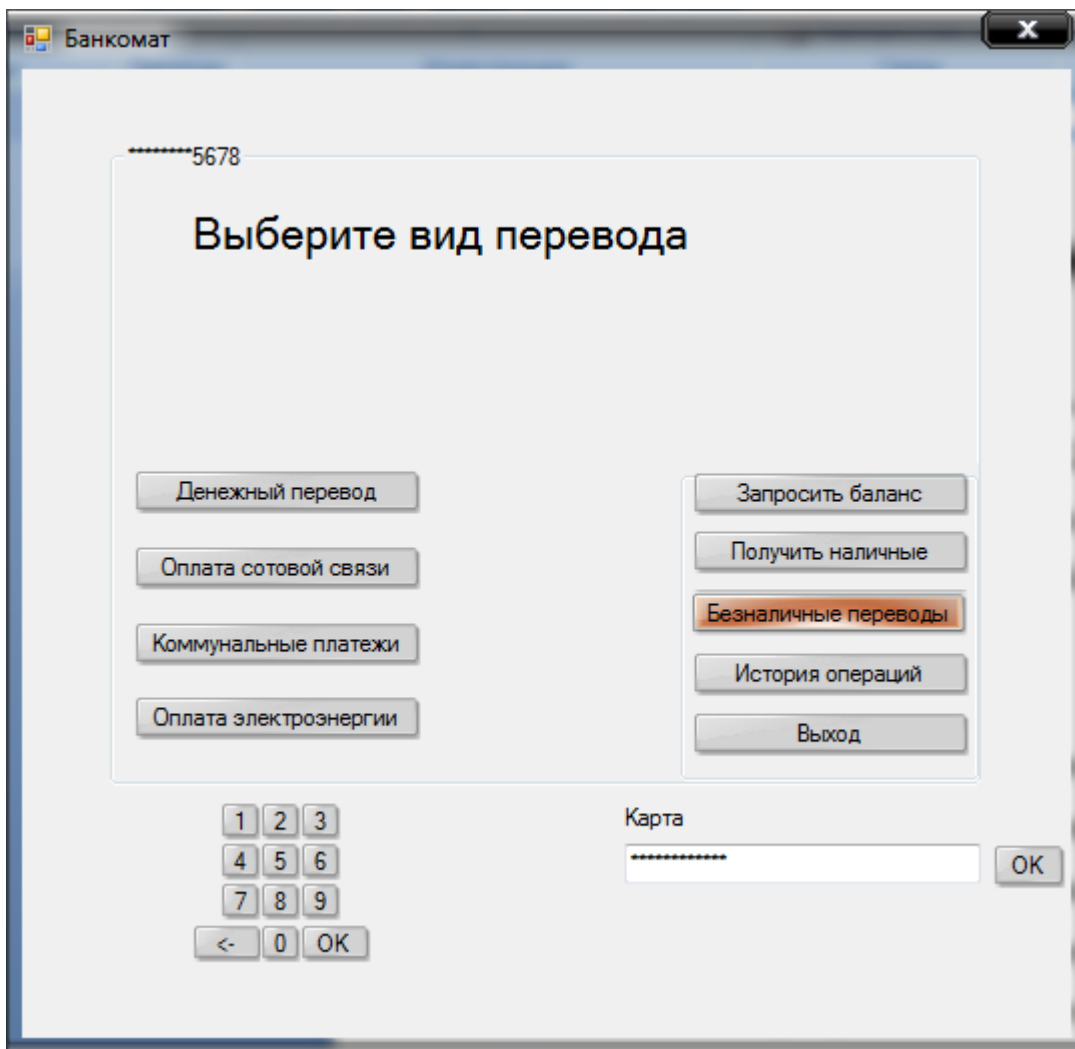 Банкомат
********5678
Выберите вид перевода
Денежный перевод
Оплата сотовой связи
Коммунальные платежи
Оплата электроэнергии
Запросить баланс
Получить наличные
Безналичные переводы
История операций
Выход
1 2 3
4 5 6
7 8 9
<- 0 OK
Карта
************
OK